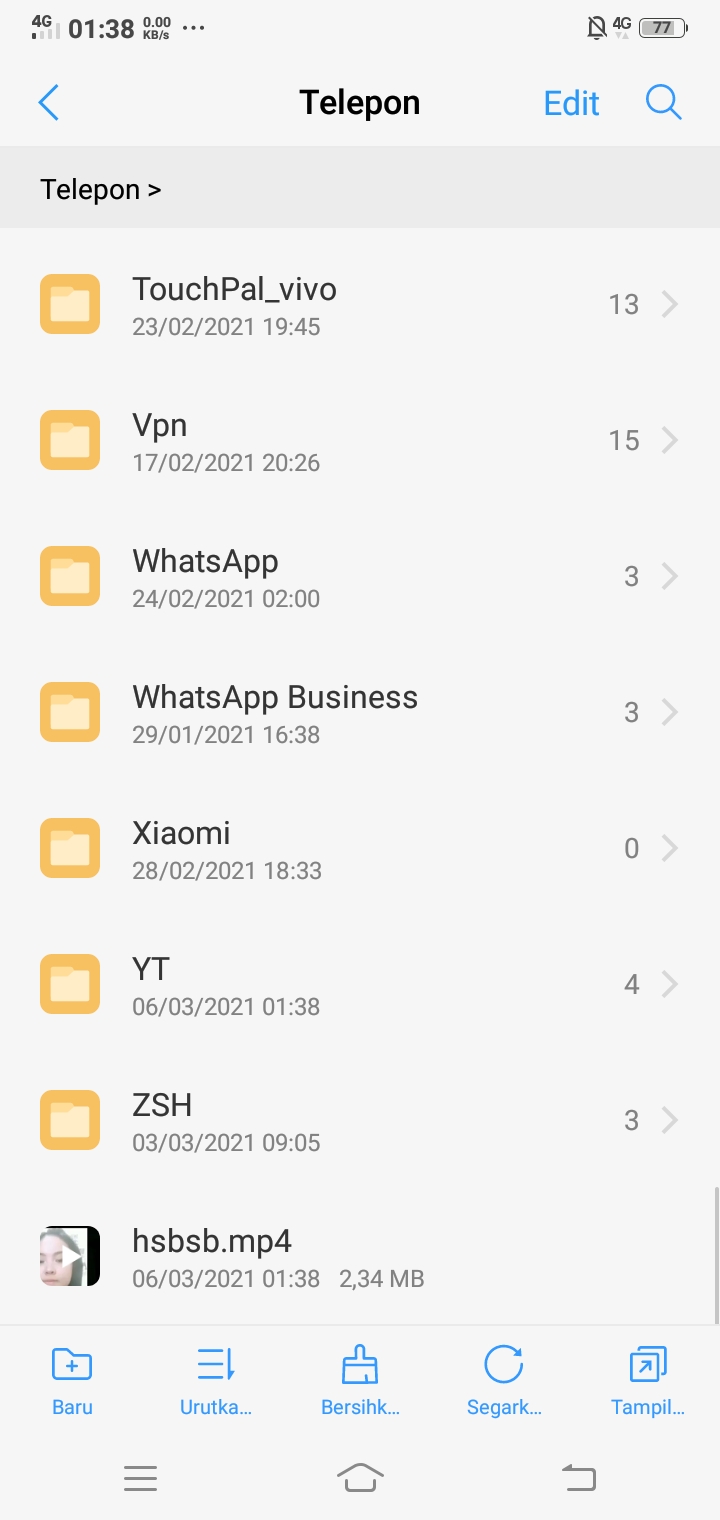 4G 01:38 0.00 KB/s ... 4G 77
Telepon Edit
Telepon >
TouchPal_vivo
23/02/2021 19:45 13
Vpn
17/02/2021 20:26 15
WhatsApp
24/02/2021 02:00 3
WhatsApp Business
29/01/2021 16:38 3
Xiaomi
28/02/2021 18:33 0
YT
06/03/2021 01:38 4
ZSH
03/03/2021 09:05 3
hsbsb.mp4
06/03/2021 01:38 2,34 MB
Baru Urutka... Bersihk... Segark... Tampil...